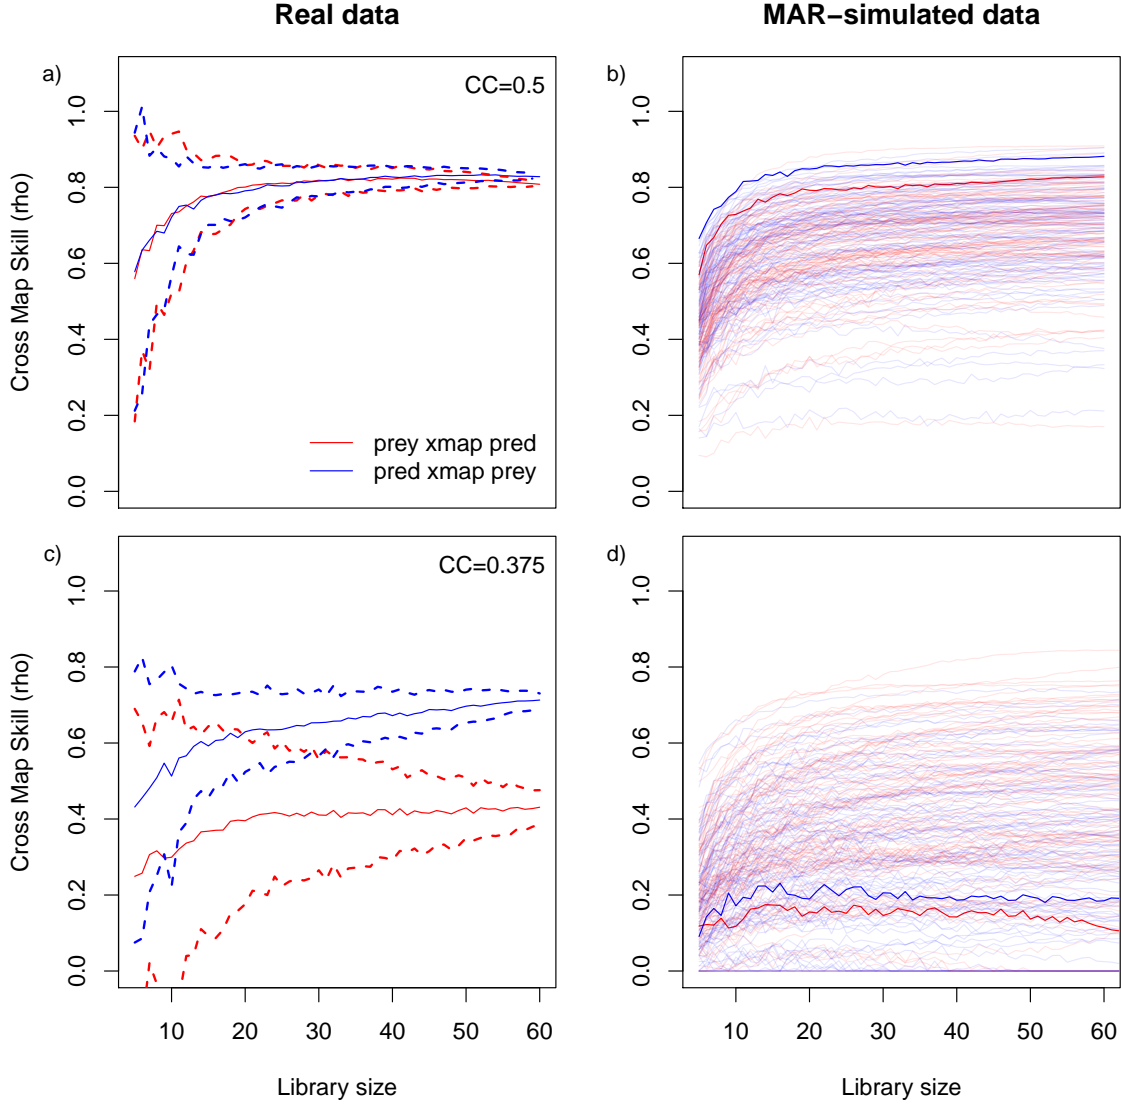 Real data
MAR−simulated data
a)
CC=0.5
Cross Map Skill (rho)
1.0
0.8
0.6
0.4
0.2
0.0
prey xmap pred
pred xmap prey
b)
1.0
0.8
0.6
0.4
0.2
0.0
c)
CC=0.375
Cross Map Skill (rho)
1.0
0.8
0.6
0.4
0.2
0.0
10 20 30 40 50 60
Library size
d)
1.0
0.8
0.6
0.4
0.2
0.0
10 20 30 40 50 60
Library size